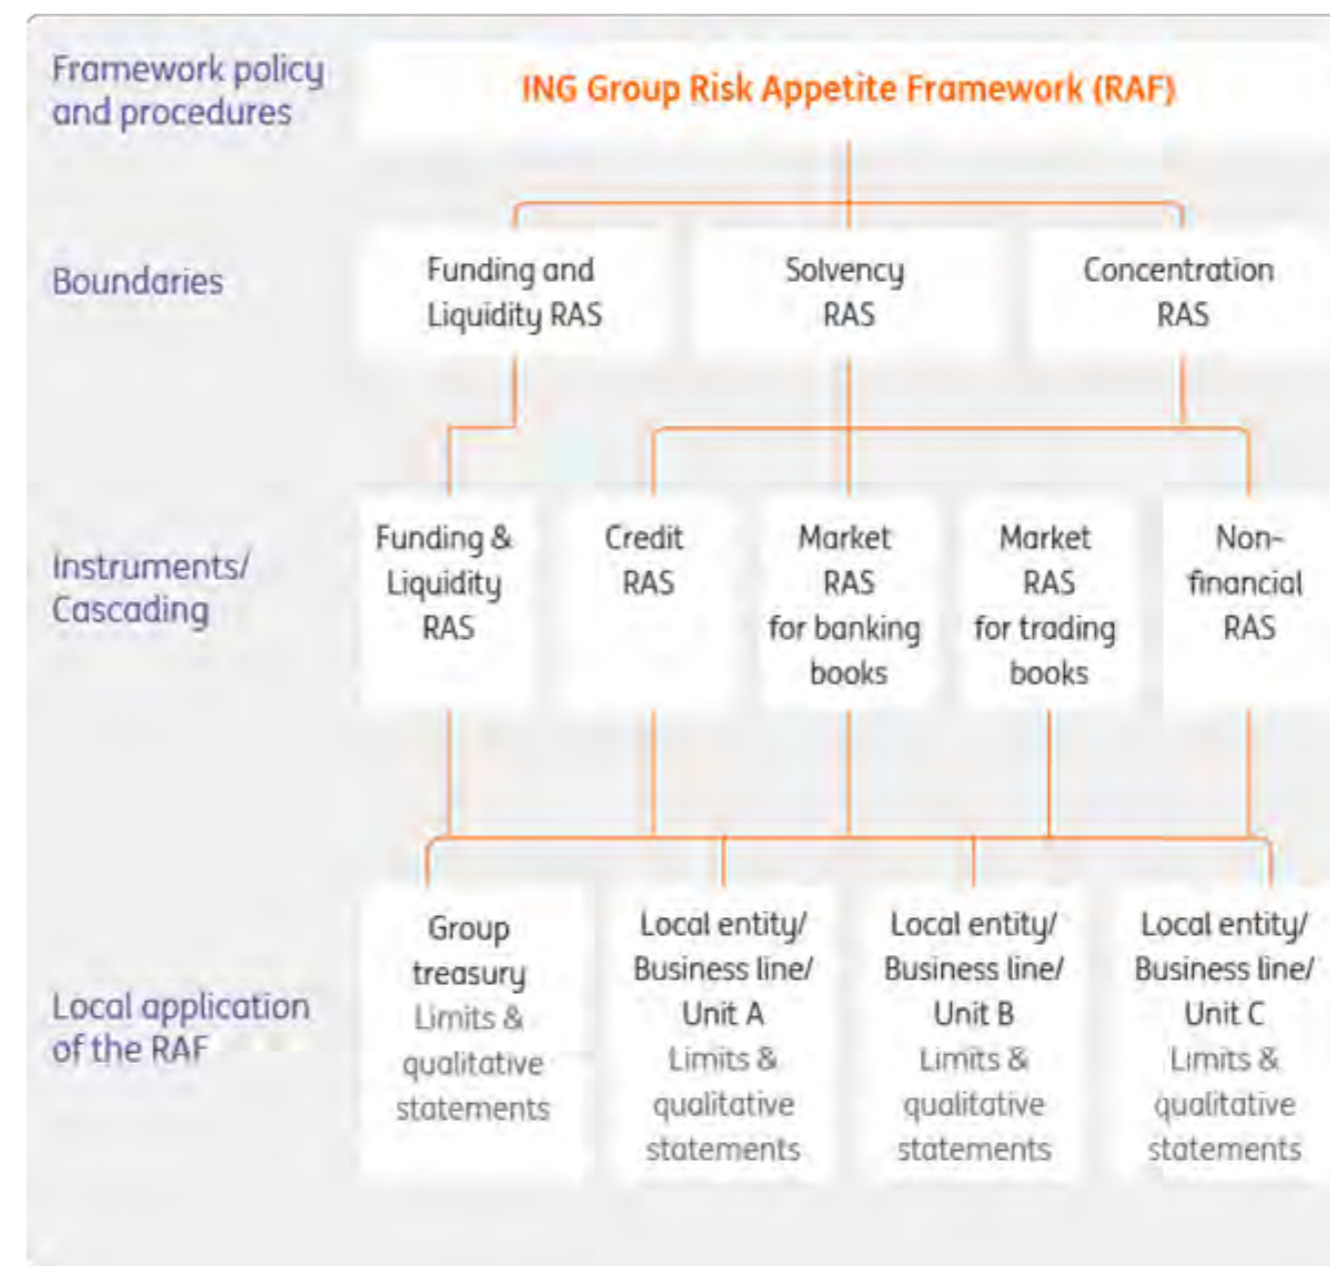 Framework policy
and procedures
ING Group Risk Appetite Framework (RAF)
Boundaries
Funding and
Liquidity RAS
Solvency
RAS
Concentration
RAS
Instruments/
Cascading
Funding &
Liquidity
RAS
Credit
RAS
Market
RAS
for banking
books
Market
RAS
for trading
books
Non-
financial
RAS
Local application
of the RAF
Group
treasury
Limits &
qualitative
statements
Local entity/
Business line/
Unit A
Limits &
qualitative
statements
Local entity/
Business line/
Unit B
Limits &
qualitative
statements
Local entity/
Business line/
Unit C
Limits &
qualitative
statements